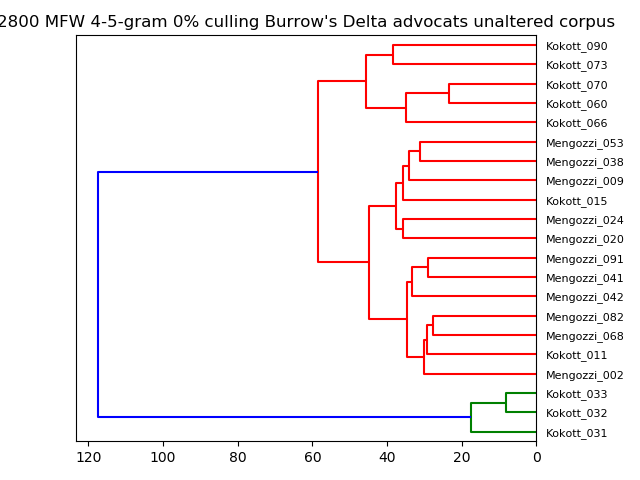 2800 MFW 4-5-gram 0% culling Burrow's Delta advocats unaltered corpus
Kokott_090
Kokott_073
Kokott_070
Kokott_060
Kokott_066
Mengozzi_053
Mengozzi_038
Mengozzi_009
Kokott_015
Mengozzi_024
Mengozzi_020
Mengozzi_091
Mengozzi_041
Mengozzi_042
Mengozzi_082
Mengozzi_068
Kokott_011
Mengozzi_002
Kokott_033
Kokott_032
Kokott_031
120 100 80 60 40 20 0